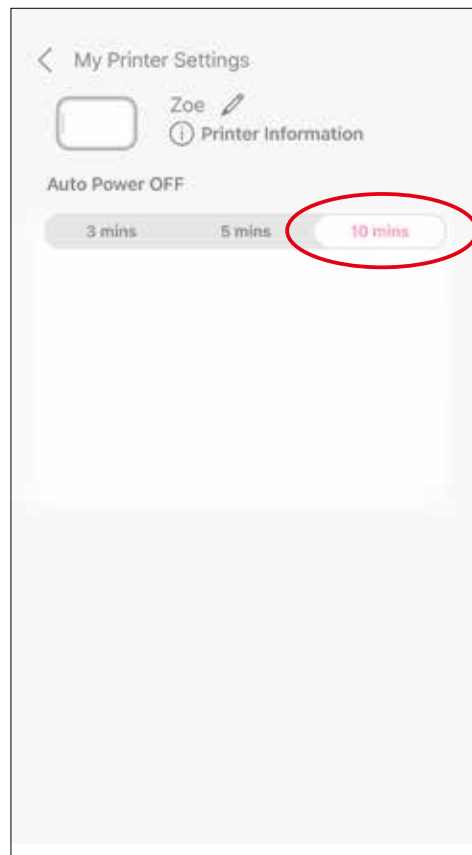 My Printer Settings
Zoe
Printer Information
Auto Power OFF
3 mins 5 mins 10 mins